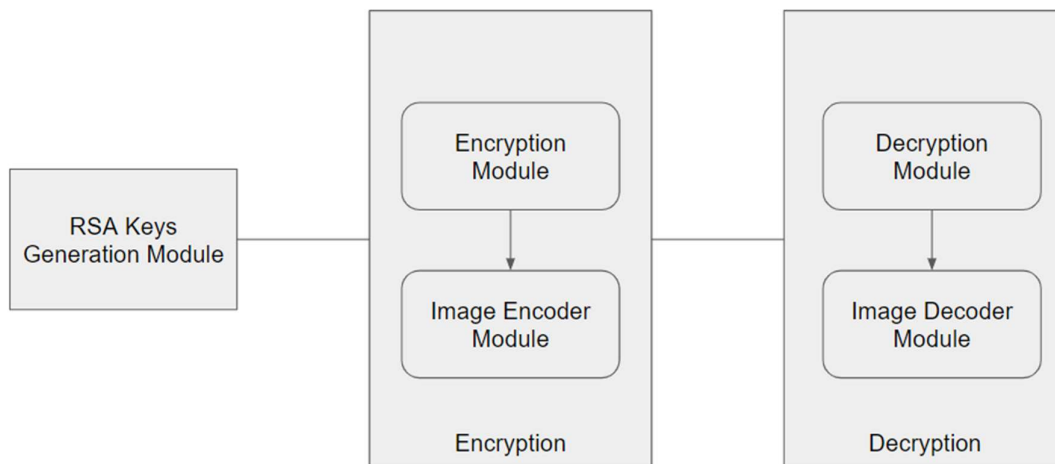 RSA Keys
Generation Module
Encryption
Module
Image Encoder
Module
Encryption
Decryption
Module
Image Decoder
Module
Decryption